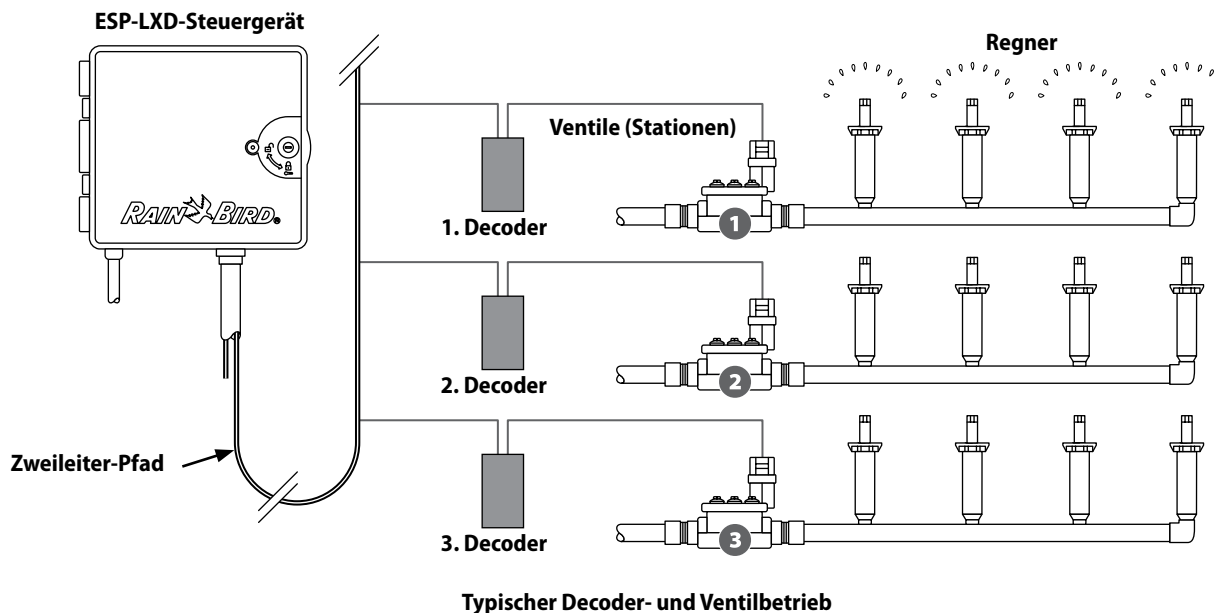 ESP-LXD-Steuergerät
Regner
Ventile (Stationen)
RAIN BIRD®
1. Decoder
1
2. Decoder
2
Zweileiter-Pfad
3. Decoder
3
Typischer Decoder- und Ventilbetrieb